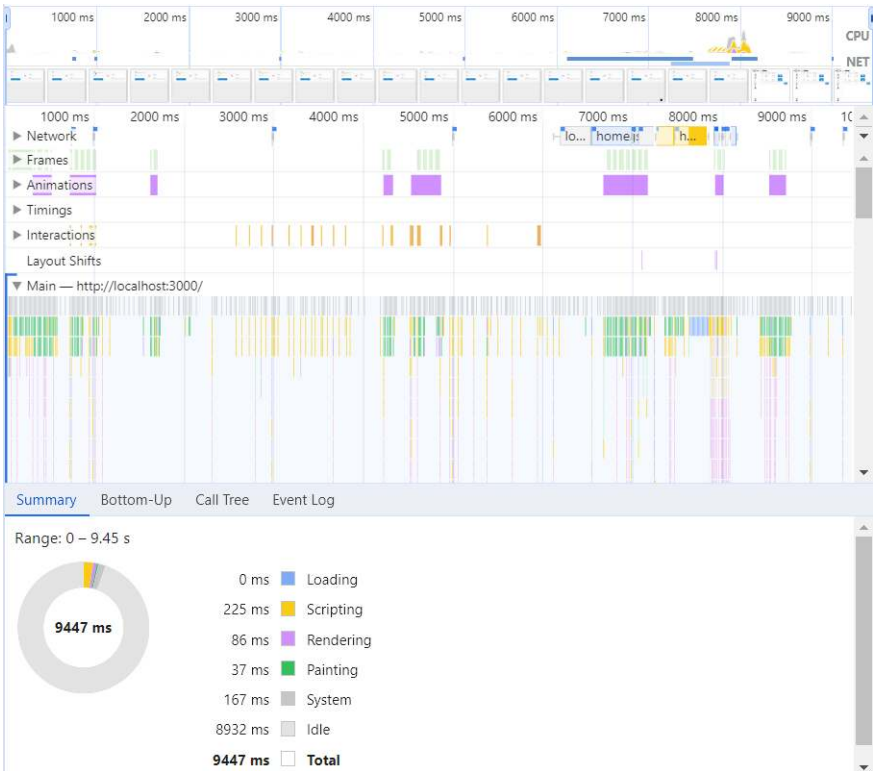 1000 ms 2000 ms 3000 ms 4000 ms 5000 ms 6000 ms 7000 ms 8000 ms 9000 ms
CPU
NET
1000 ms 2000 ms 3000 ms 4000 ms 5000 ms 6000 ms 7000 ms 8000 ms 9000 ms 10
Network lo... home h...
Frames
Animations
Timings
Interactions
Layout Shifts
Main — http://localhost:3000/
Summary Bottom-Up Call Tree Event Log
Range: 0 – 9.45 s
9447 ms
0 ms Loading
225 ms Scripting
86 ms Rendering
37 ms Painting
167 ms System
8932 ms Idle
9447 ms Total